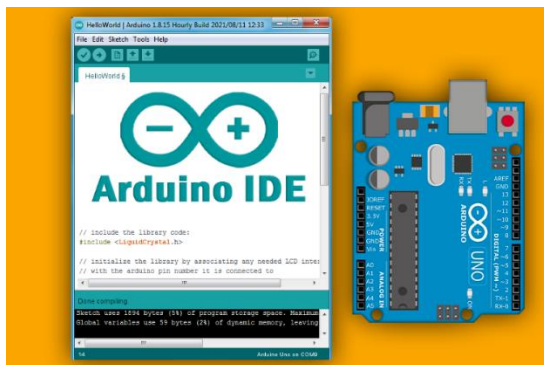 HelloWorld | Arduino 1.8.15 Hourly Build 2021/08/11 12:33
File Edit Sketch Tools Help
HelloWorld §
Arduino IDE
// include the library code:
#include <LiquidCrystal.h>
// initialize the library by associating any needed LCD inter
// with the arduino pin number it is connected to
Done compiling.
Sketch uses 1894 bytes (5%) of program storage space. Maximum
Global variables use 59 bytes (2%) of dynamic memory, leaving
14
Arduino Uno on COM8
IOREF
RESET
3.3V
5V
GND
GND
Vin
POWER
A0
A1
A2
A3
A4
A5
ANALOG IN
RX
TX
L
ARDUINO
UNO
ON
AREF
GND
13
12
~11
~10
~9
8
7
~6
~5
4
~3
2
TX-1
RX-0
DIGITAL (PWM ~)